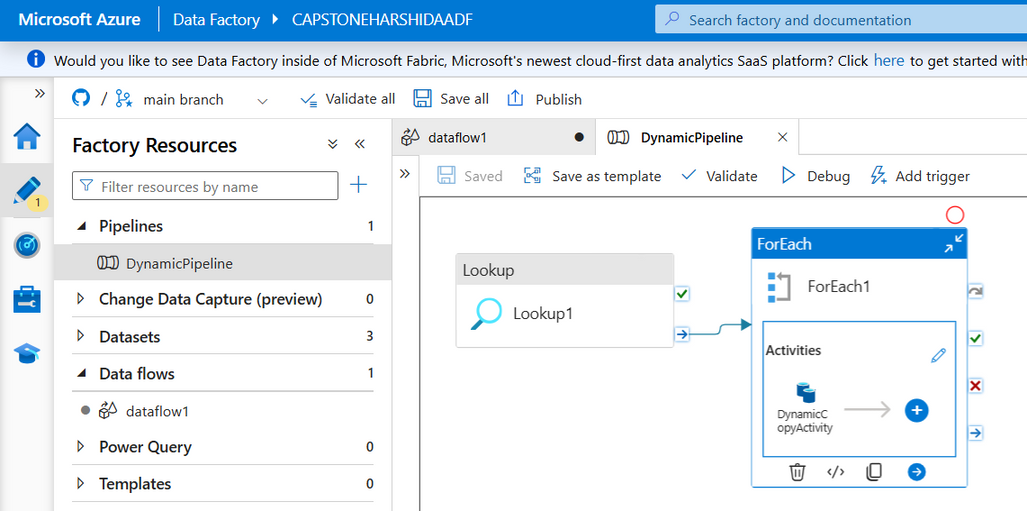 Microsoft Azure Data Factory CAPSTONEHARSHIDAADF Search factory and documentation
Would you like to see Data Factory inside of Microsoft Fabric, Microsoft's newest cloud-first data analytics SaaS platform? Click here to get started with
/ main branch Validate all Save all Publish
Factory Resources
Filter resources by name
Pipelines 1
DynamicPipeline
Change Data Capture (preview) 0
Datasets 3
Data flows 1
dataflow1
Power Query 0
Templates 0
1
dataflow1 DynamicPipeline
Saved Save as template Validate Debug Add trigger
Lookup
Lookup1
ForEach
ForEach1
Activities
DynamicC
opyActivity